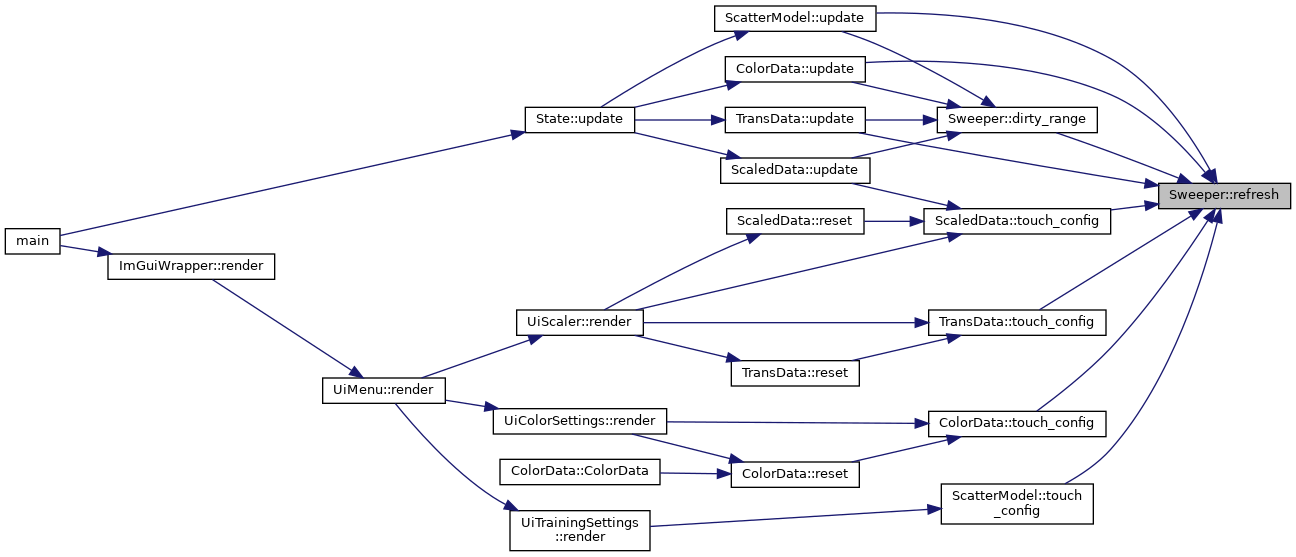 ScatterModel::update
ColorData::update
State::update
TransData::update
Sweeper::dirty_range
ScaledData::update
Sweeper::refresh
ScaledData::reset
ScaledData::touch_config
main
ImGuiWrapper::render
UiScaler::render
TransData::touch_config
TransData::reset
UiMenu::render
UiColorSettings::render
ColorData::touch_config
ColorData::ColorData
ColorData::reset
ScatterModel::touch
_config
UiTrainingSettings
::render